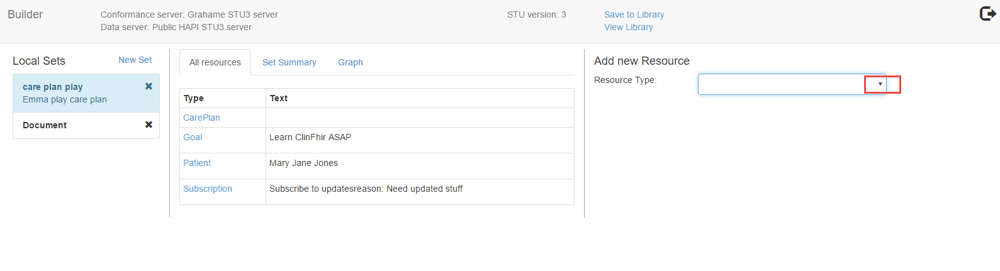 Builder
Conformance server: Grahame STU3 server
Data server: Public HAPI STU3 server
STU version: 3
Save to Library
View Library
Local Sets
New Set
care plan play
Emma play care plan
Document
All resources
Set Summary
Graph
Type
Text
CarePlan
Goal
Learn ClinFhir ASAP
Patient
Mary Jane Jones
Subscription
Subscribe to updatesreason: Need updated stuff
Add new Resource
Resource Type: